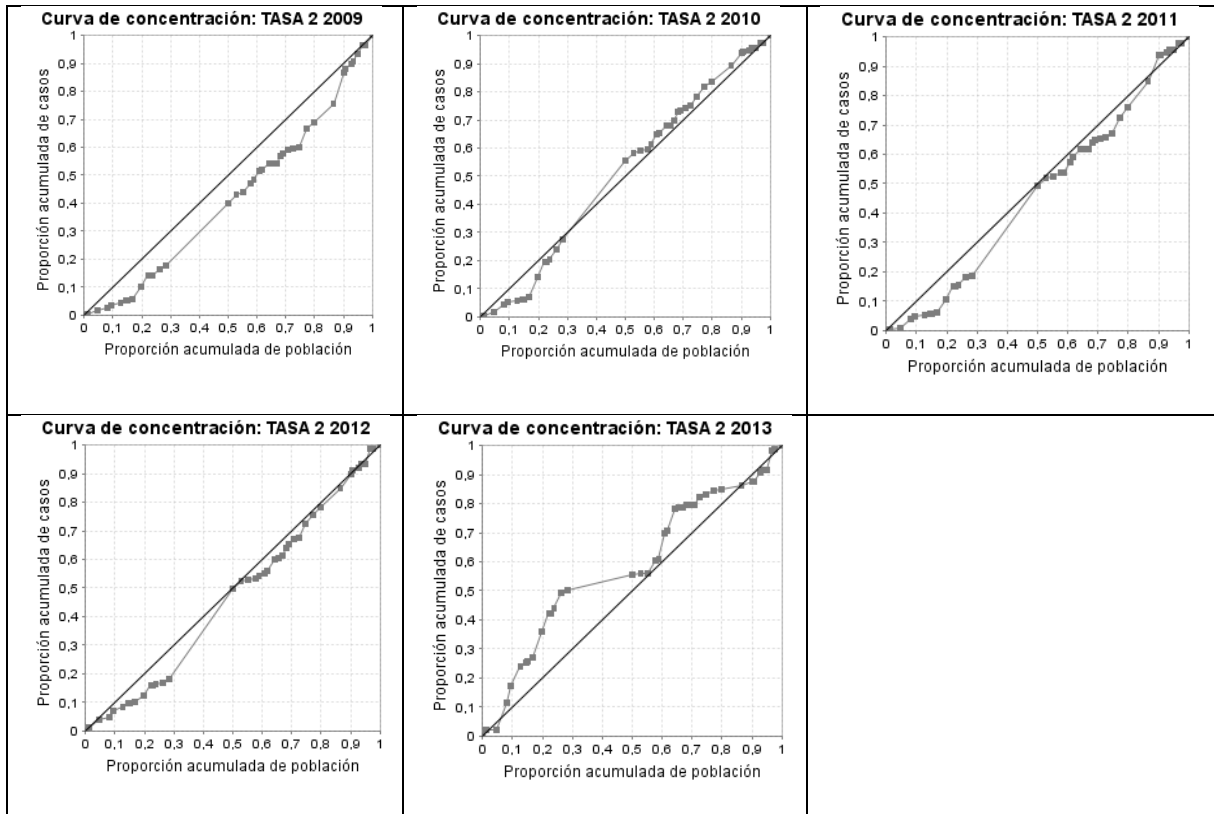 Curva de concentración: TASA 2 2009
Proporción acumulada de casos
1
0,9
0,8
0,7
0,6
0,5
0,4
0,3
0,2
0,1
0
0 0,1 0,2 0,3 0,4 0,5 0,6 0,7 0,8 0,9 1
Proporción acumulada de población
Curva de concentración: TASA 2 2010
Proporción acumulada de casos
1
0,9
0,8
0,7
0,6
0,5
0,4
0,3
0,2
0,1
0
0 0,1 0,2 0,3 0,4 0,5 0,6 0,7 0,8 0,9 1
Proporción acumulada de población
Curva de concentración: TASA 2 2011
Proporción acumulada de casos
1
0,9
0,8
0,7
0,6
0,5
0,4
0,3
0,2
0,1
0
0 0,1 0,2 0,3 0,4 0,5 0,6 0,7 0,8 0,9 1
Proporción acumulada de población
Curva de concentración: TASA 2 2012
Proporción acumulada de casos
1
0,9
0,8
0,7
0,6
0,5
0,4
0,3
0,2
0,1
0
0 0,1 0,2 0,3 0,4 0,5 0,6 0,7 0,8 0,9 1
Proporción acumulada de población
Curva de concentración: TASA 2 2013
Proporción acumulada de casos
1
0,9
0,8
0,7
0,6
0,5
0,4
0,3
0,2
0,1
0
0 0,1 0,2 0,3 0,4 0,5 0,6 0,7 0,8 0,9 1
Proporción acumulada de población